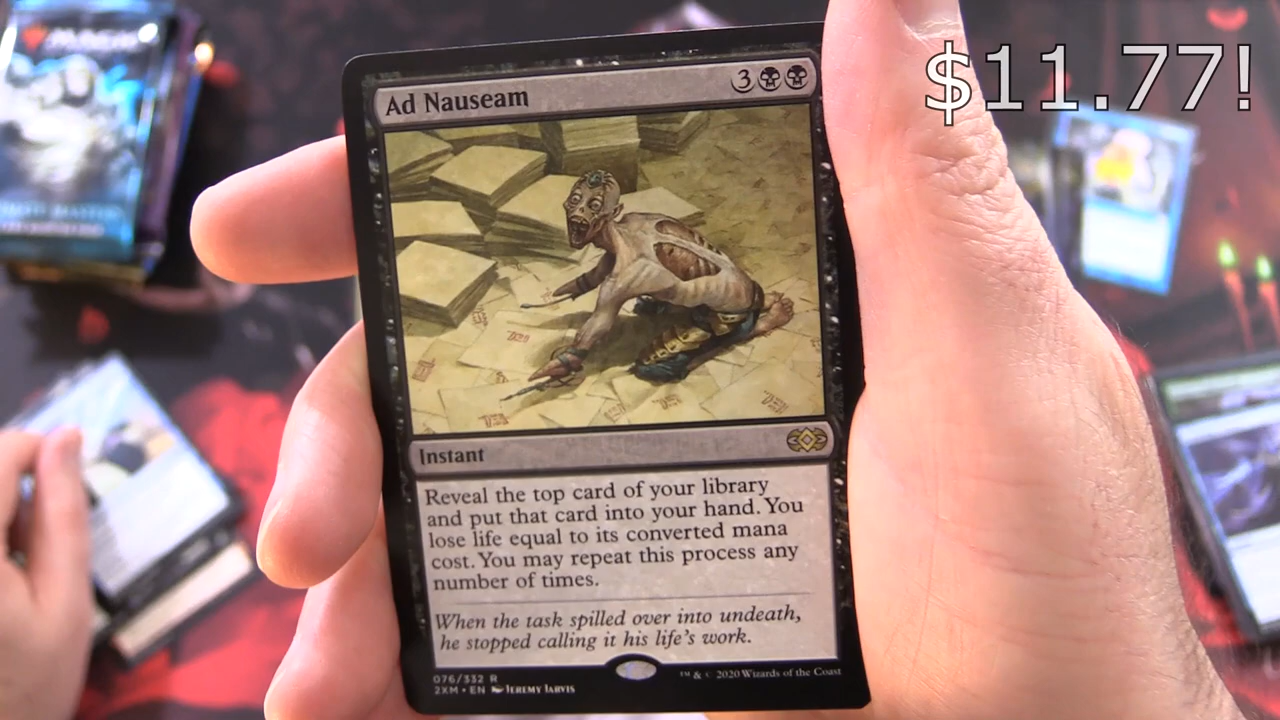 $11.77!
MAGIC
Ad Nauseam
3
Instant
Reveal the top card of your library
and put that card into your hand. You
lose life equal to its converted mana
cost. You may repeat this process any
number of times.
When the task spilled over into undeath,
he stopped calling it his life's work.
076/332 R
2XM • EN JEREMY JARVIS
™ & © 2020 Wizards of the Coast